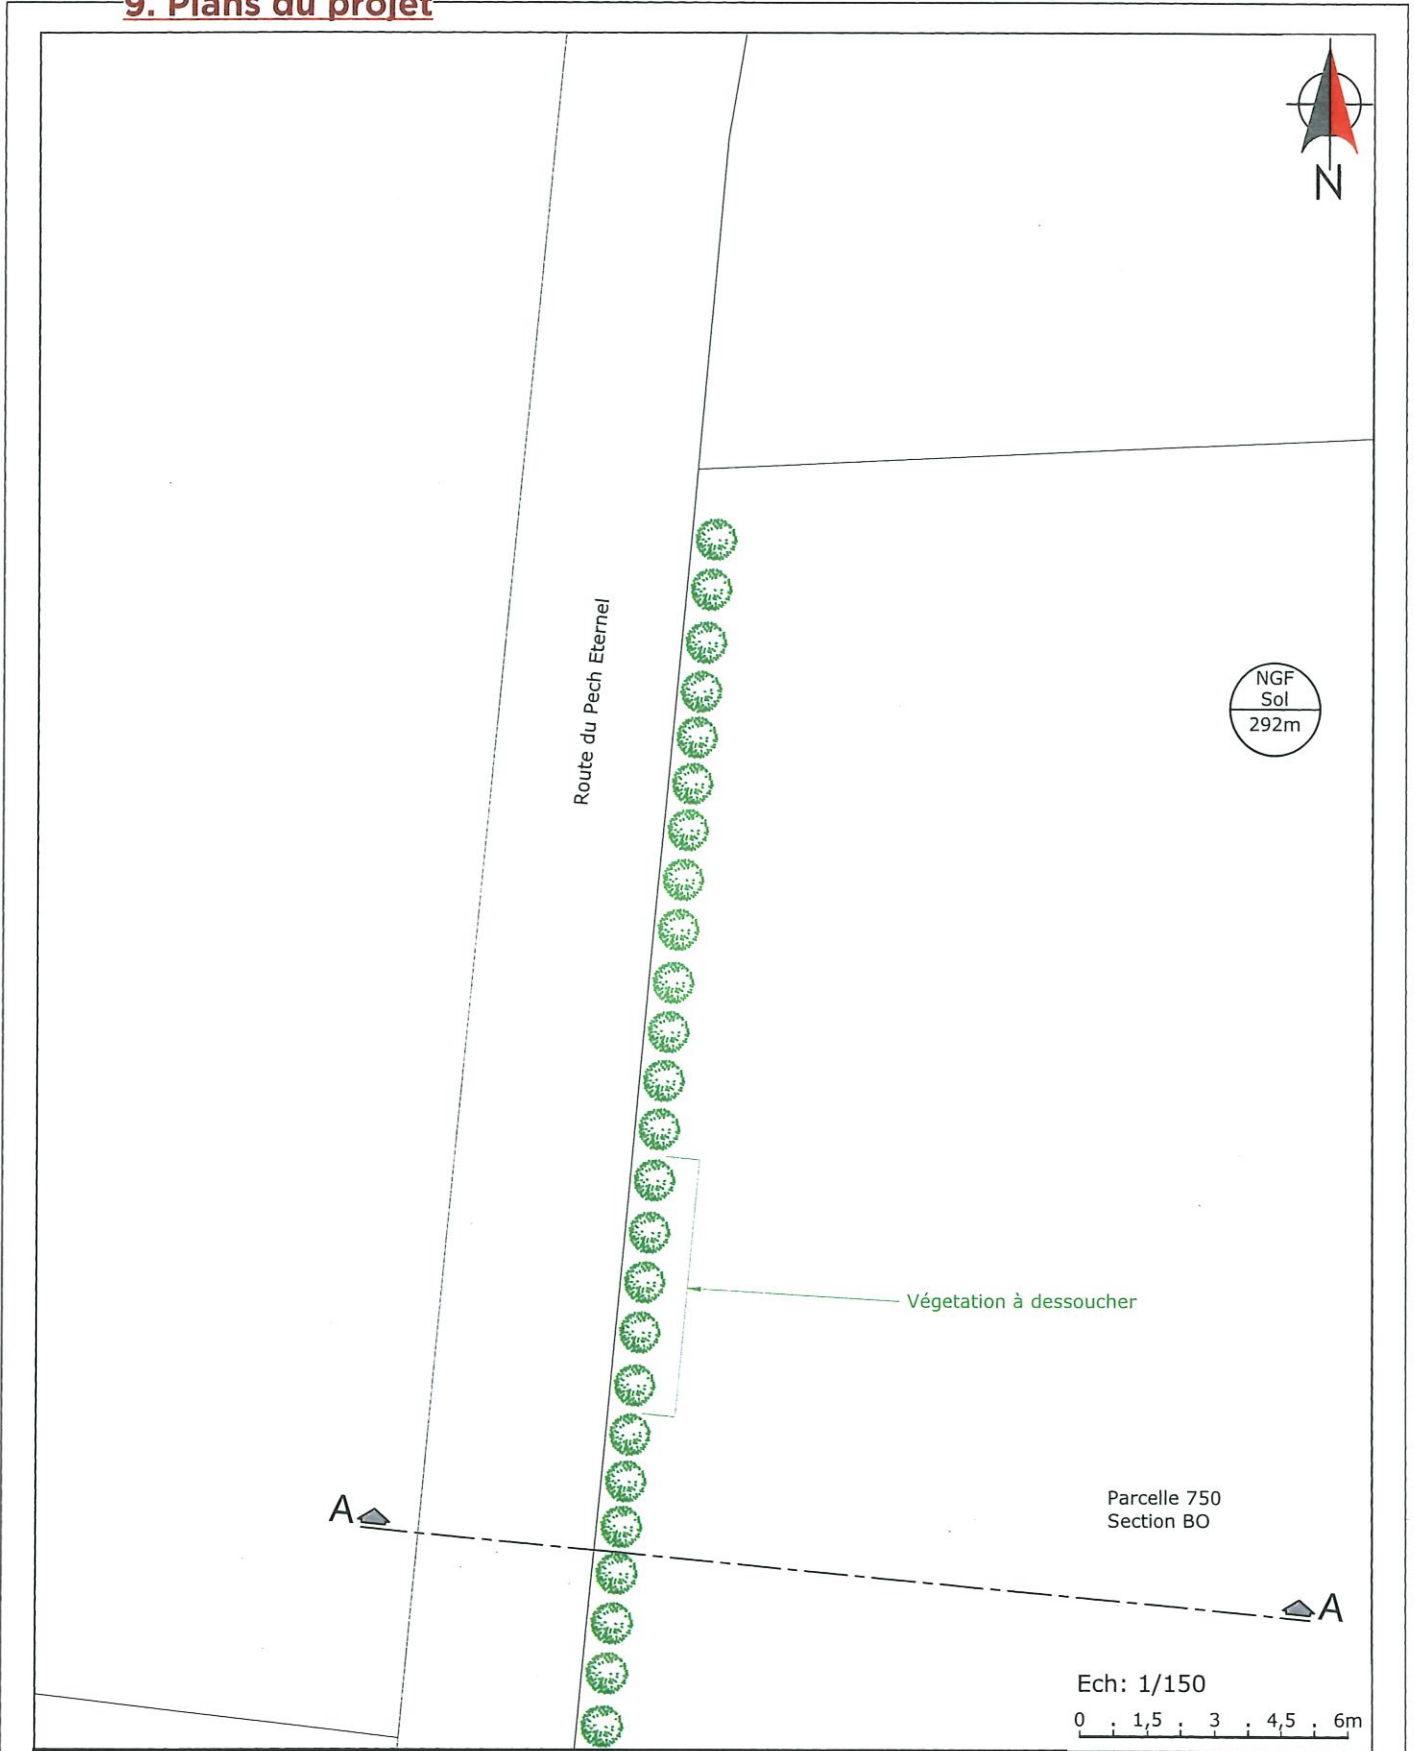 9. Plans du projet
N
Route du Pech Eternel
NGF
Sol
292m
Végetation à dessoucher
Parcelle 750
Section BO
A
A
Ech: 1/150
0 1,5 3 4,5 6m